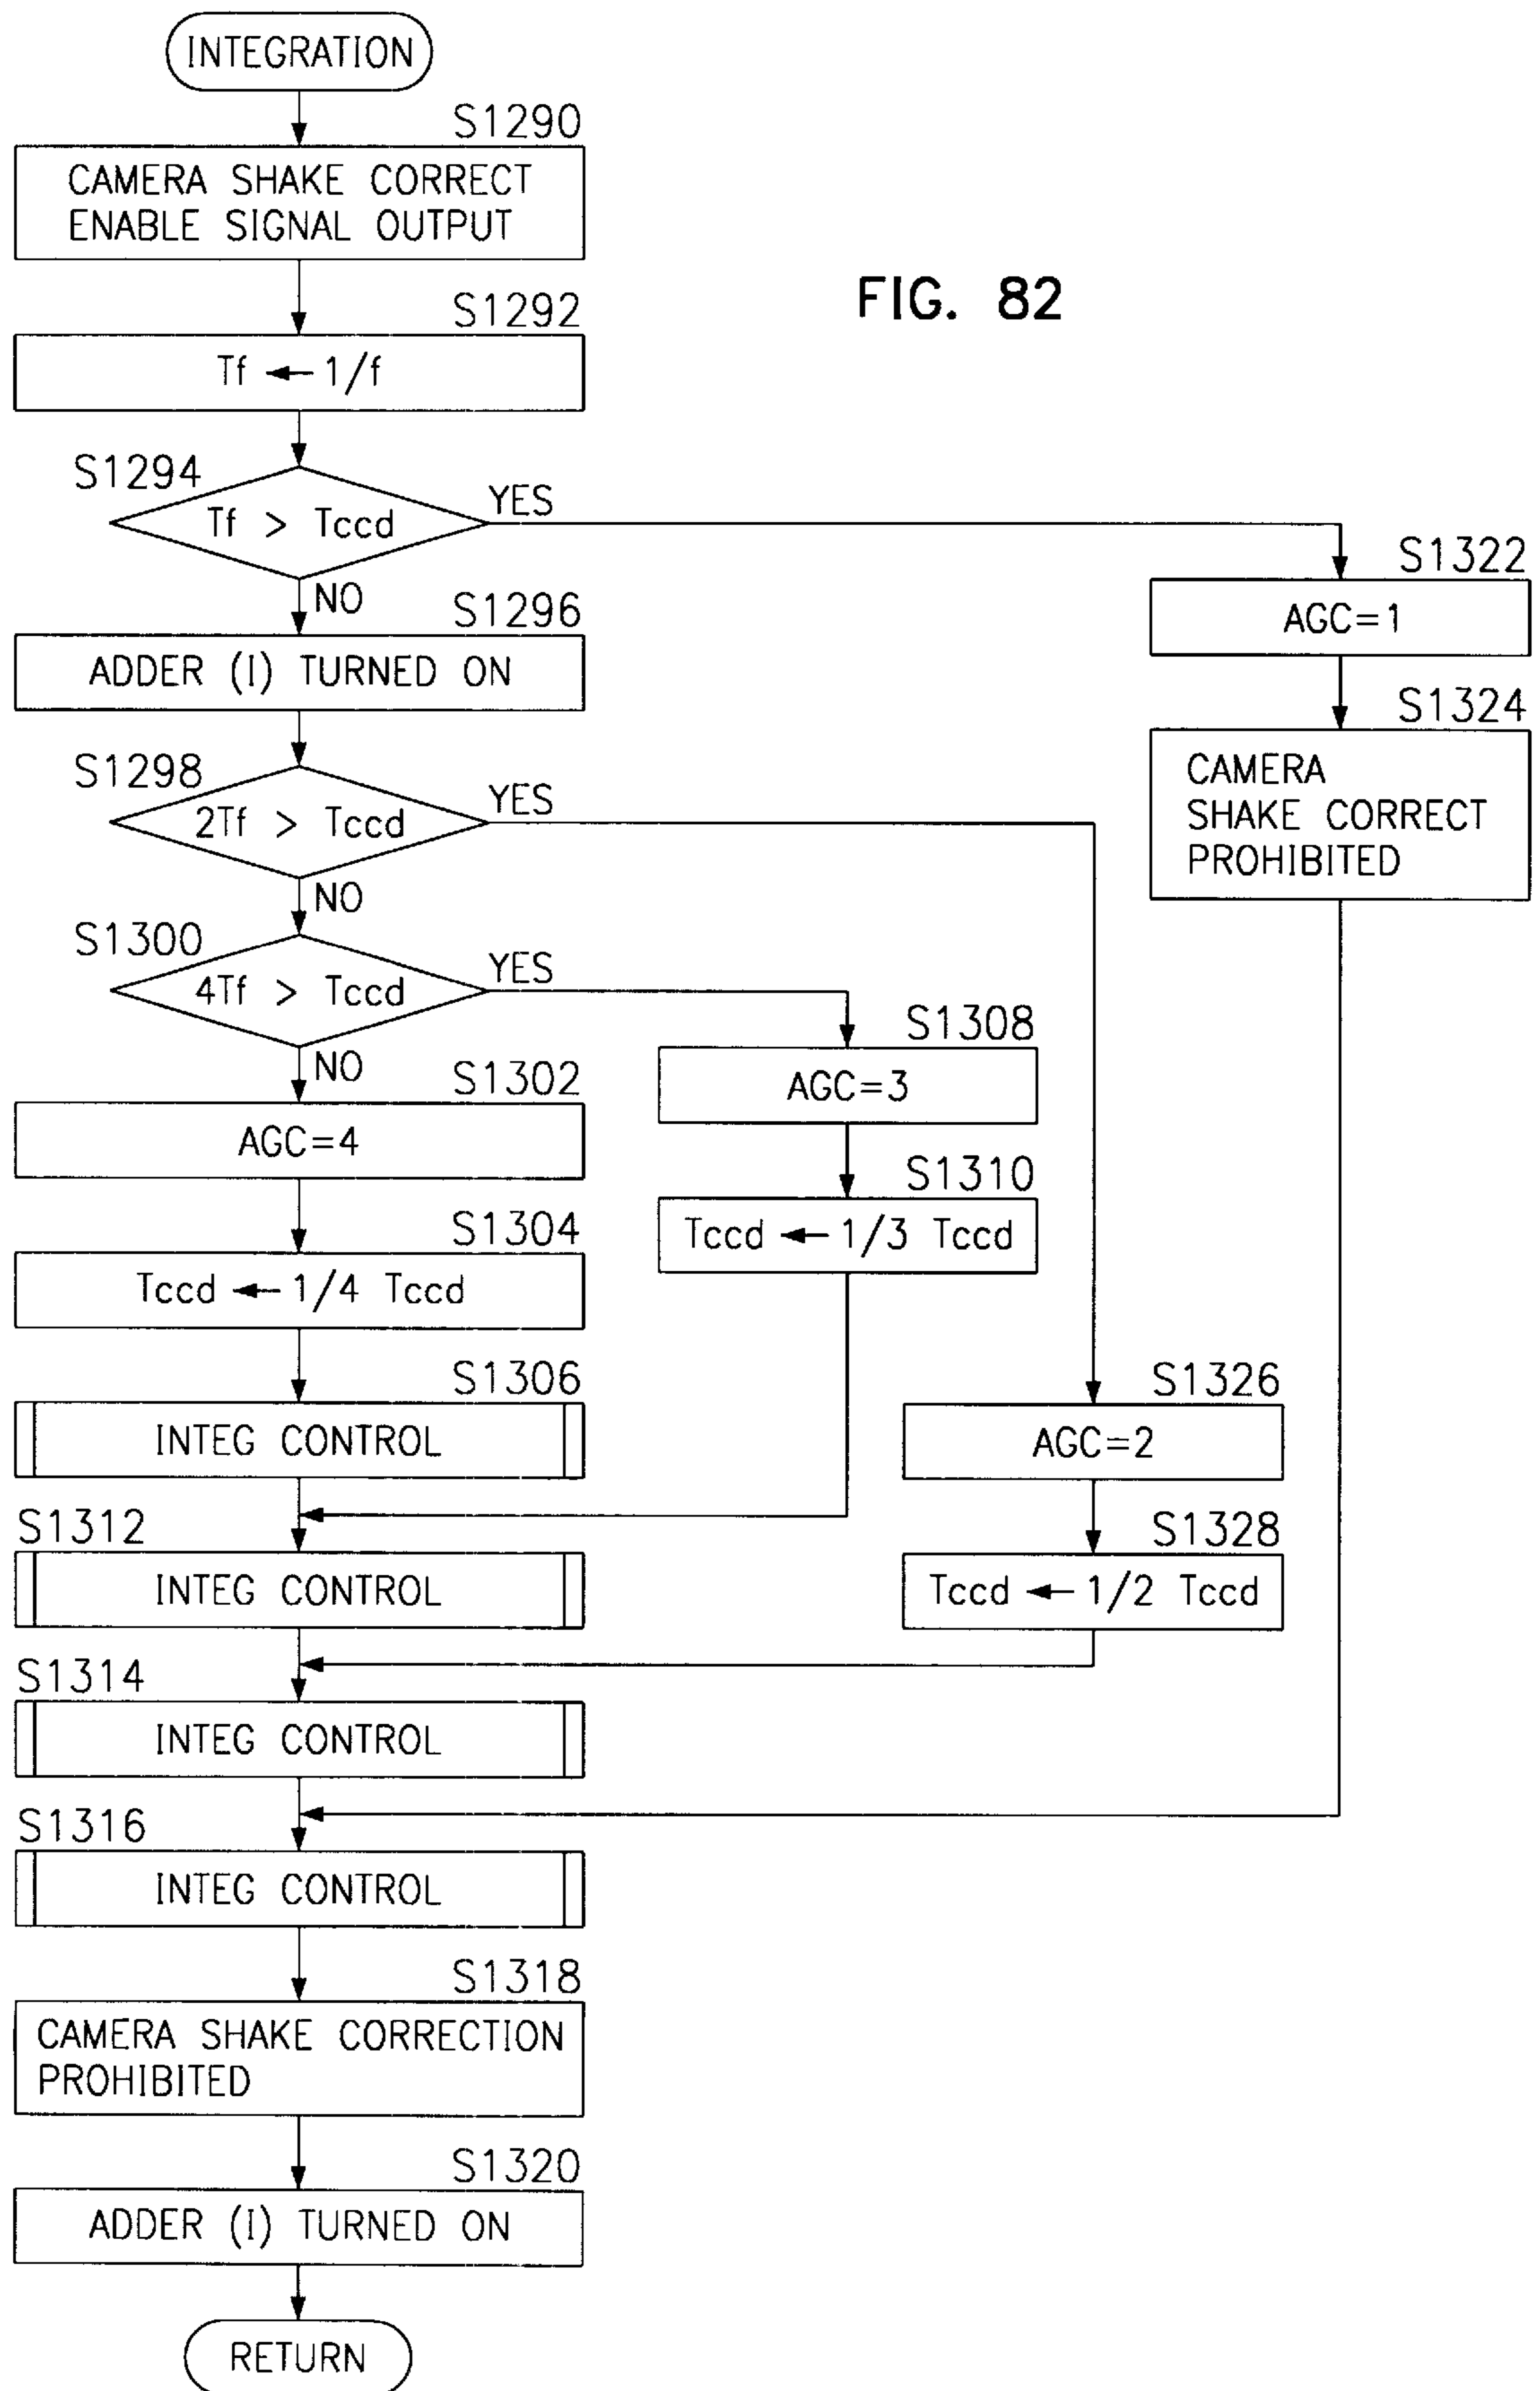 INTEGRATION
S1290
CAMERA SHAKE CORRECT
ENABLE SIGNAL OUTPUT
FIG. 82
S1292
Tf ← 1/f
S1294
Tf > Tccd
YES
NO
S1322
AGC=1
S1296
ADDER (I) TURNED ON
S1324
CAMERA
SHAKE CORRECT
PROHIBITED
S1298
2Tf > Tccd
YES
NO
S1300
4Tf > Tccd
YES
NO
S1308
AGC=3
S1302
AGC=4
S1310
Tccd ← 1/3 Tccd
S1304
Tccd ← 1/4 Tccd
S1306
INTEG CONTROL
S1326
AGC=2
S1312
INTEG CONTROL
S1328
Tccd ← 1/2 Tccd
S1314
INTEG CONTROL
S1316
INTEG CONTROL
S1318
CAMERA SHAKE CORRECTION
PROHIBITED
S1320
ADDER (I) TURNED ON
RETURN